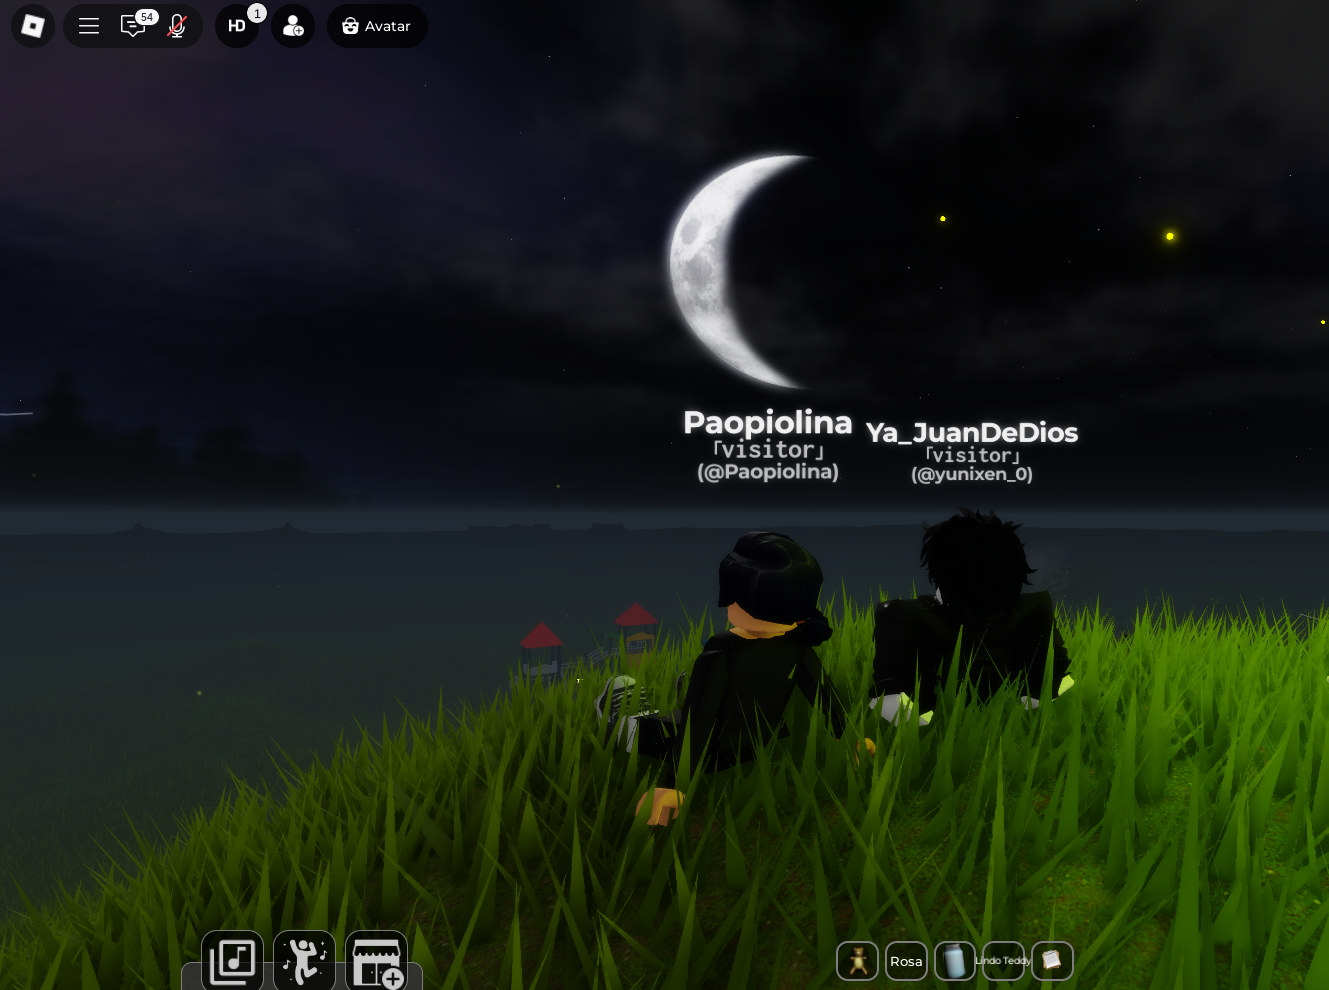 54
HD
1
Avatar
Paopiolina
「visitor」
(@Paopiolina)
Ya_JuanDeDios
「visitor」
(@yunixen_0)
Rosa
Lindo Teddy